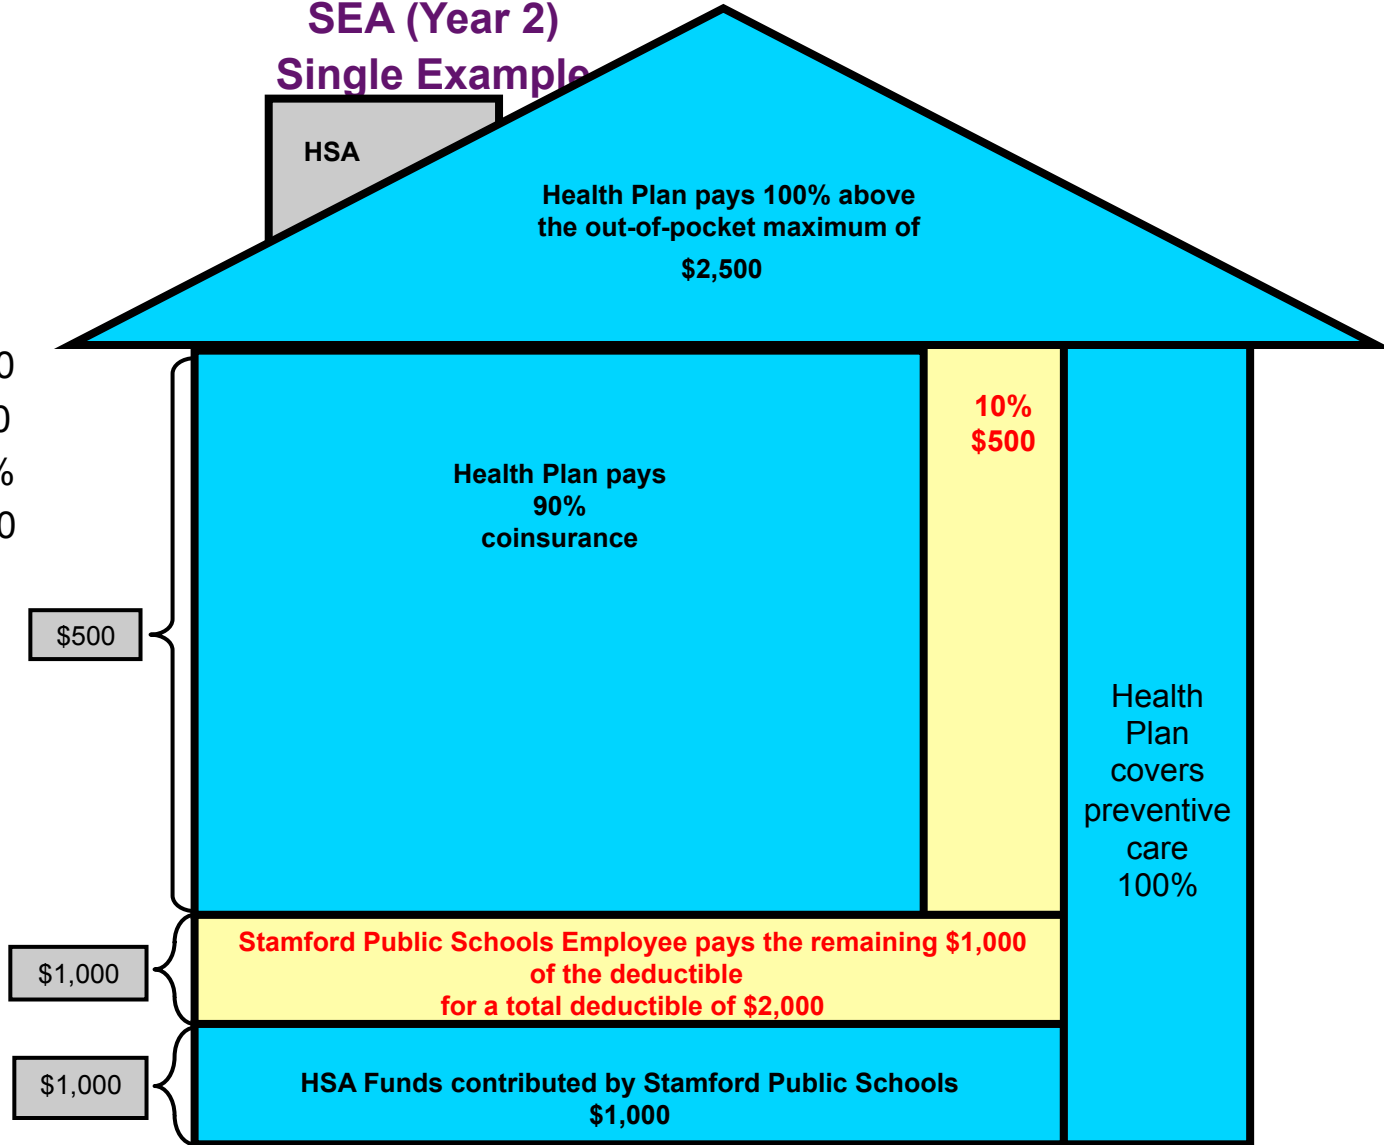 SEA (Year 2)
Single Example
HSA
Health Plan pays 100% above
the out-of-pocket maximum of
$2,500
0
0
%
0
10%
$500
Health Plan pays
90%
coinsurance
$500
Health
Plan
covers
preventive
care
100%
Stamford Public Schools Employee pays the remaining $1,000
of the deductible
for a total deductible of $2,000
$1,000
HSA Funds contributed by Stamford Public Schools
$1,000
$1,000